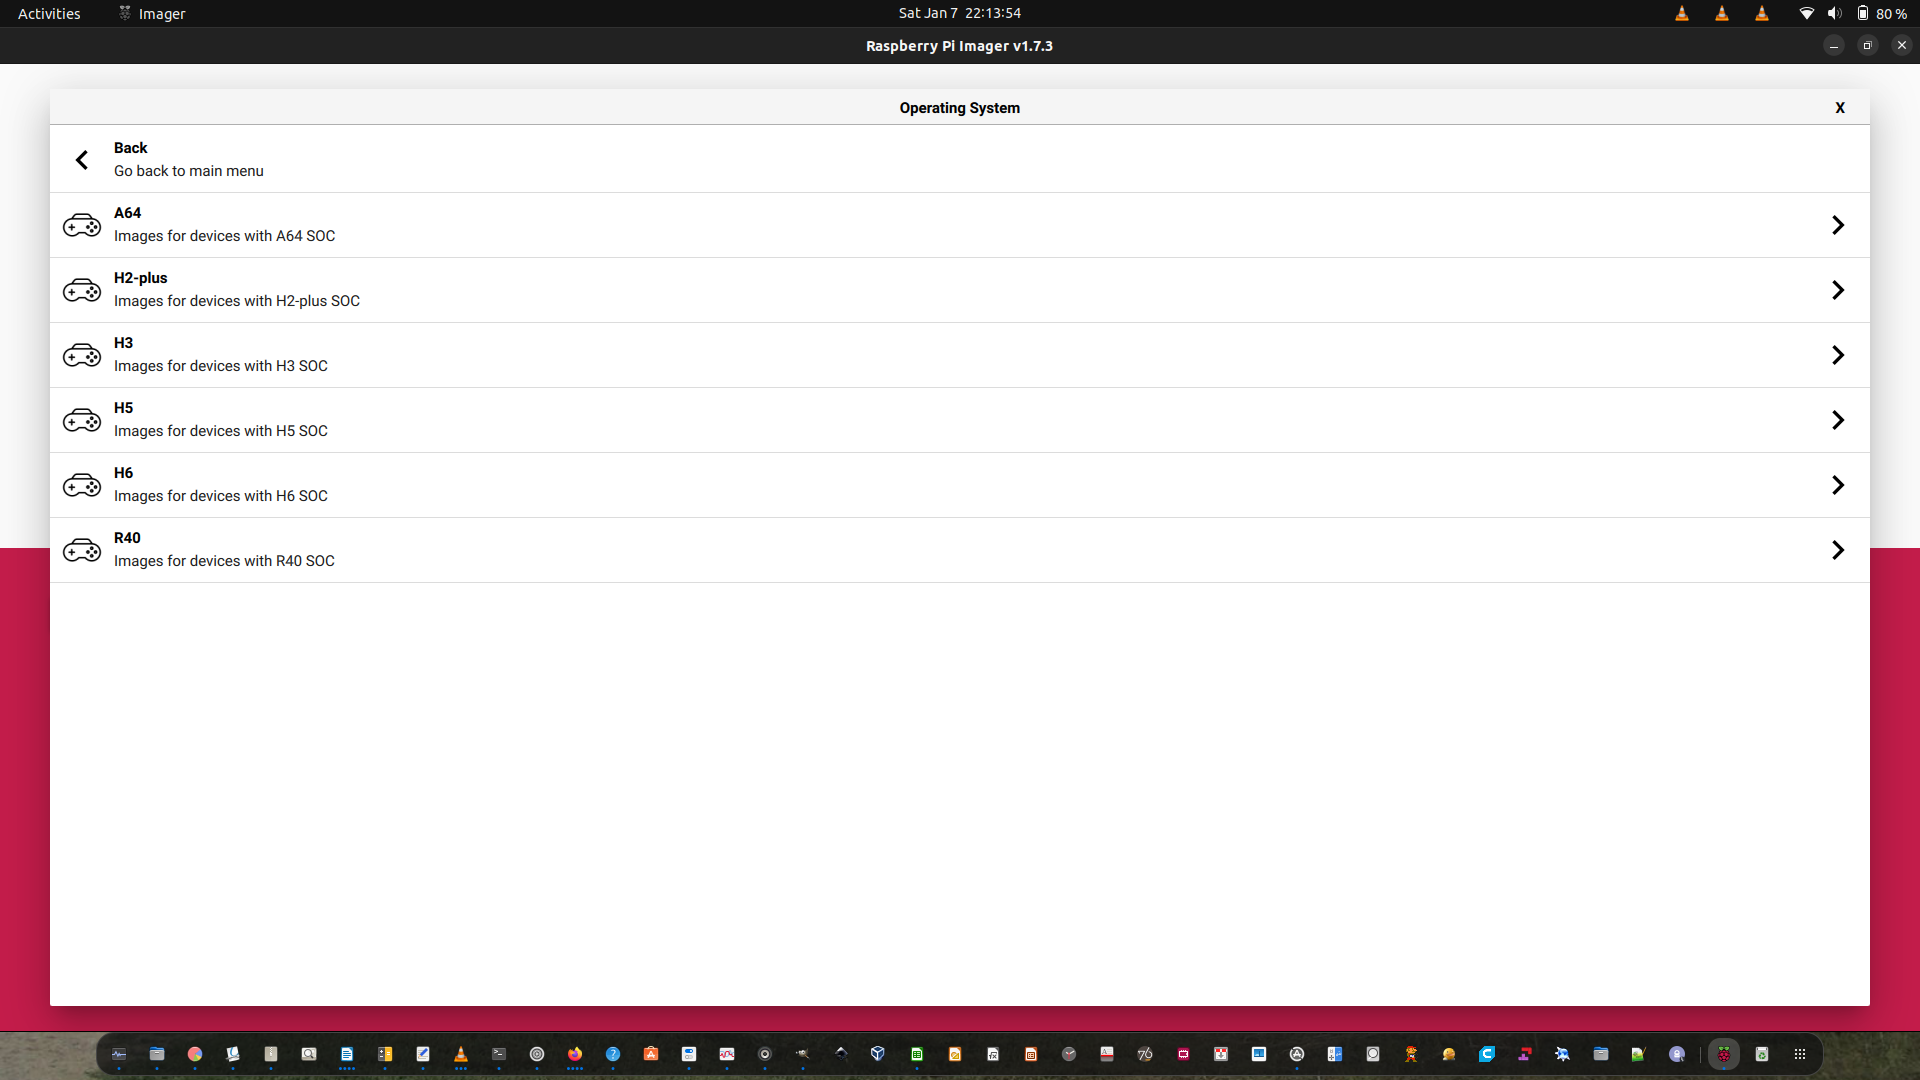 Activities
Imager
Sat Jan 7 22:13:54
80 %
Raspberry Pi Imager v1.7.3
Operating System
X
Back
Go back to main menu
A64
Images for devices with A64 SOC
H2-plus
Images for devices with H2-plus SOC
H3
Images for devices with H3 SOC
H5
Images for devices with H5 SOC
H6
Images for devices with H6 SOC
R40
Images for devices with R40 SOC